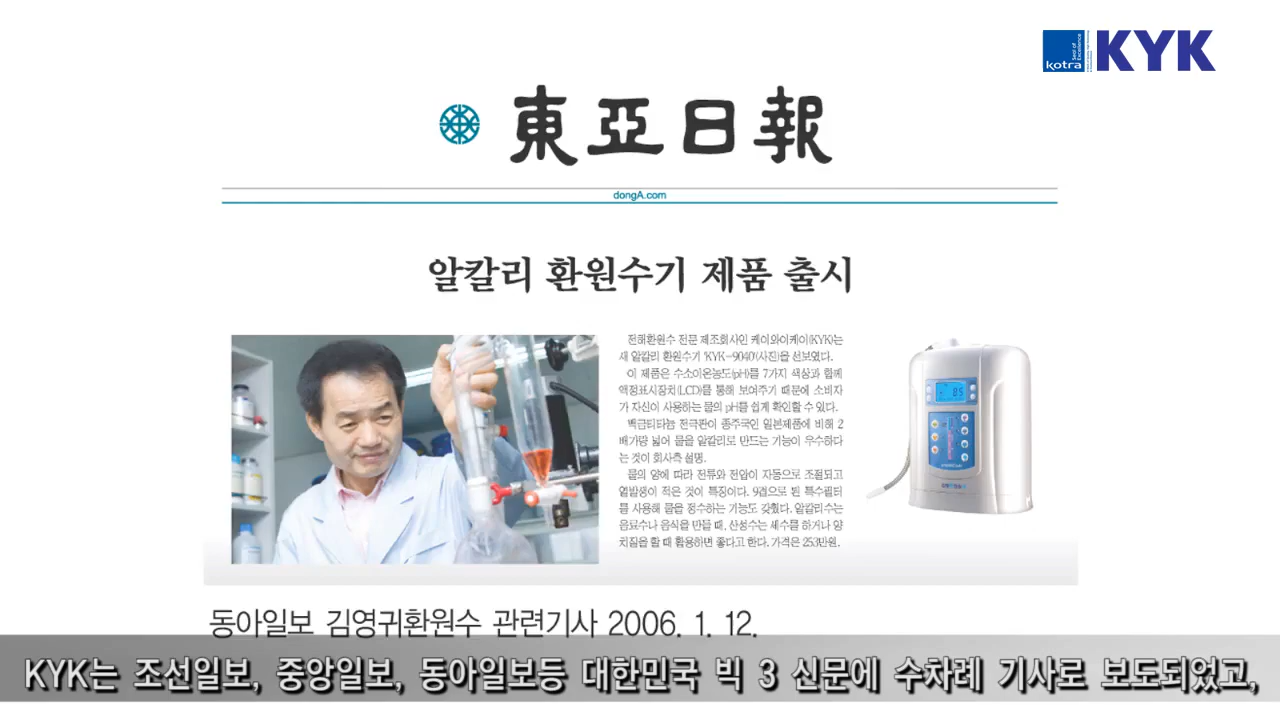 kotra
Seal of
Excellence
KYK
東亞日報
dongA.com
알칼리 환원수기 제품 출시
전해환원수 전문 제조회사인 케이와이케이(KYK)는
새 알칼리 환원수기 'KYK-9040'(사진)을 선보였다.
이 제품은 수소이온농도(pH)를 7가지 색상과 함께
액정표시장치(LCD)를 통해 보여주기 때문에 소비자
가 자신이 사용하는 물의 pH를 쉽게 확인할 수 있다.
백금티타늄 전극판이 종주국인 일본제품에 비해 2
배가량 넓어 물을 알칼리로 만드는 기능이 우수하다
는 것이 회사측 설명.
물의 양에 따라 전류와 전압이 자동으로 조절되고
열발생이 적은 것이 특징이다. 9겹으로 된 특수필터
를 사용해 물을 정수하는 기능도 갖췄다. 알칼리수는
음료수나 음식을 만들 때, 산성수는 세수를 하거나 양
치질을 할 때 활용하면 좋다고 한다. 가격은 253만원.
8.5
동아일보 김영귀환원수 관련기사 2006. 1. 12.
KYK는 조선일보, 중앙일보, 동아일보등 대한민국 빅 3 신문에 수차례 기사로 보도되었고,